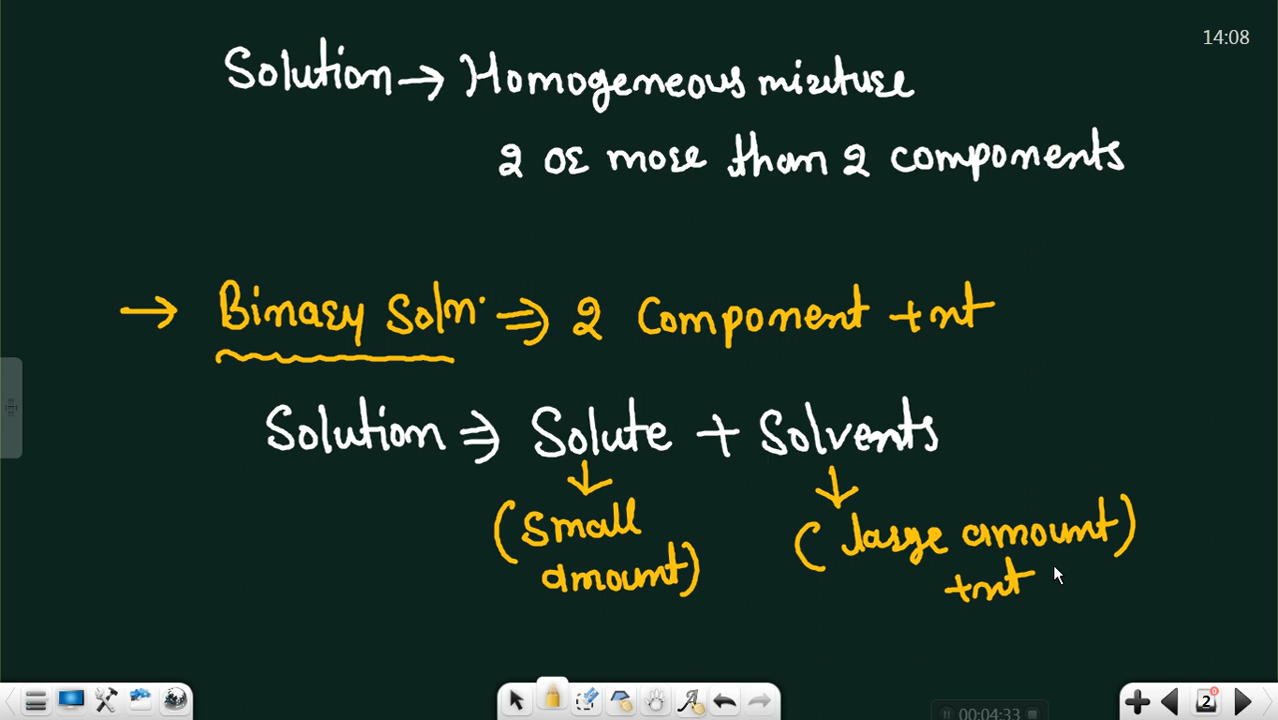 14:08
Solution → Homogeneous mixture
2 or more than 2 components
→ Binary Soln. ⇒ 2 Component +nt
Solution ⇒ Solute + Solvents
↓ ↓
(Small amount)
(large amount) +nt
2
00:04:33